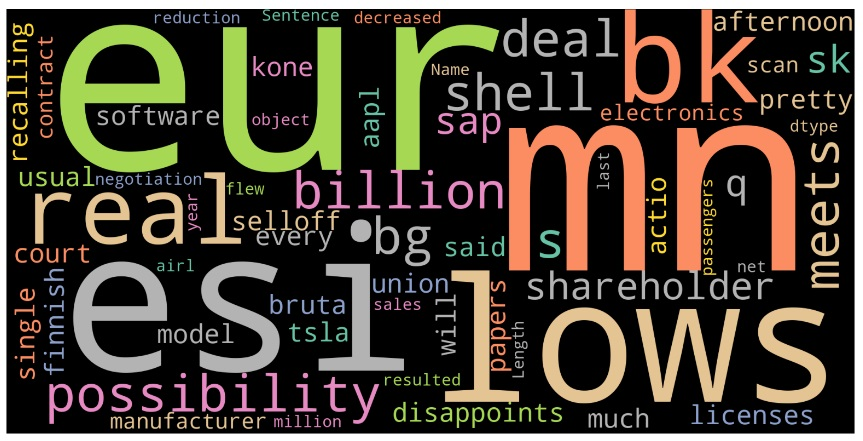 reduction
Sentence
decreased
recalling
contract
eur
software
kone
object
aapl
Name
deal
shell
sap
bk
afternoon
scan
sk
pretty
electronics
dtype
usual
negotiation
flew
year
billion
real
selloff
every
bg
said
s
mn
last
actio
passengers
q
meets
net
court
airl
single
finnish
esi
model
bruta
tsla
union
sales
will
papers
Length
shareholder
lows
possibility
resulted
manufacturer
million
disappoints
much
licenses